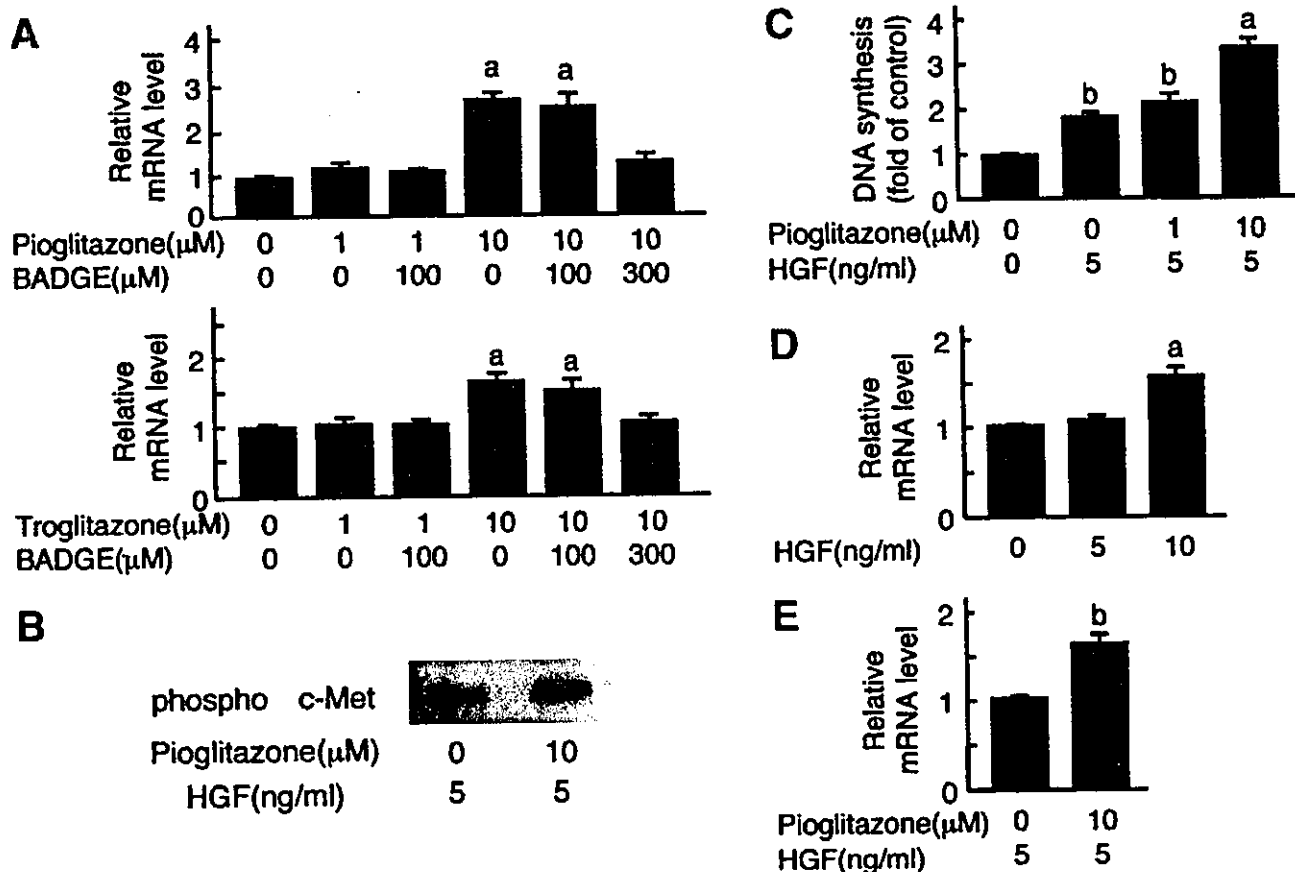 A
Relative
mRNA level
4
3
2
1
0
a
a
Pioglitazone(μM) 0 1 1 10 10 10
BADGE(μM) 0 0 100 0 100 300
Relative
mRNA level
2
1
0
a
a
Troglitazone(μM) 0 1 1 10 10 10
BADGE(μM) 0 0 100 0 100 300
B
phospho c-Met
Pioglitazone(μM) 0 10
HGF(ng/ml) 5 5
C
DNA synthesis
(fold of control)
4
3
2
1
0
b
b
a
Pioglitazone(μM) 0 0 1 10
HGF(ng/ml) 0 5 5 5
D
Relative
mRNA level
2
1
0
a
HGF(ng/ml) 0 5 10
E
Relative
mRNA level
2
1
0
b
Pioglitazone(μM) 0 10
HGF(ng/ml) 5 5